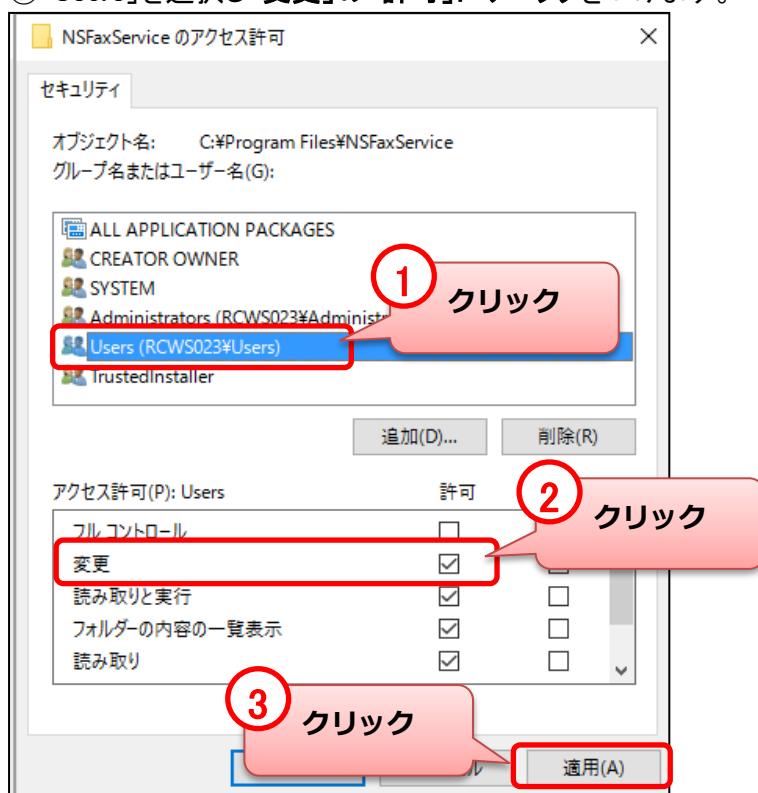 NSFaxService のアクセス許可
セキュリティ
オブジェクト名: C:¥Program Files¥NSFaxService
グループ名またはユーザー名(G):
ALL APPLICATION PACKAGES
CREATOR OWNER
1
クリック
SYSTEM
Administrators (RCWS023¥Administr
Users (RCWS023¥Users)
TrustedInstaller
追加(D)... 削除(R)
アクセス許可(P): Users 許可
2
クリック
フル コントロール
変更
読み取りと実行
フォルダーの内容の一覧表示
読み取り
3
クリック
ル 適用(A)